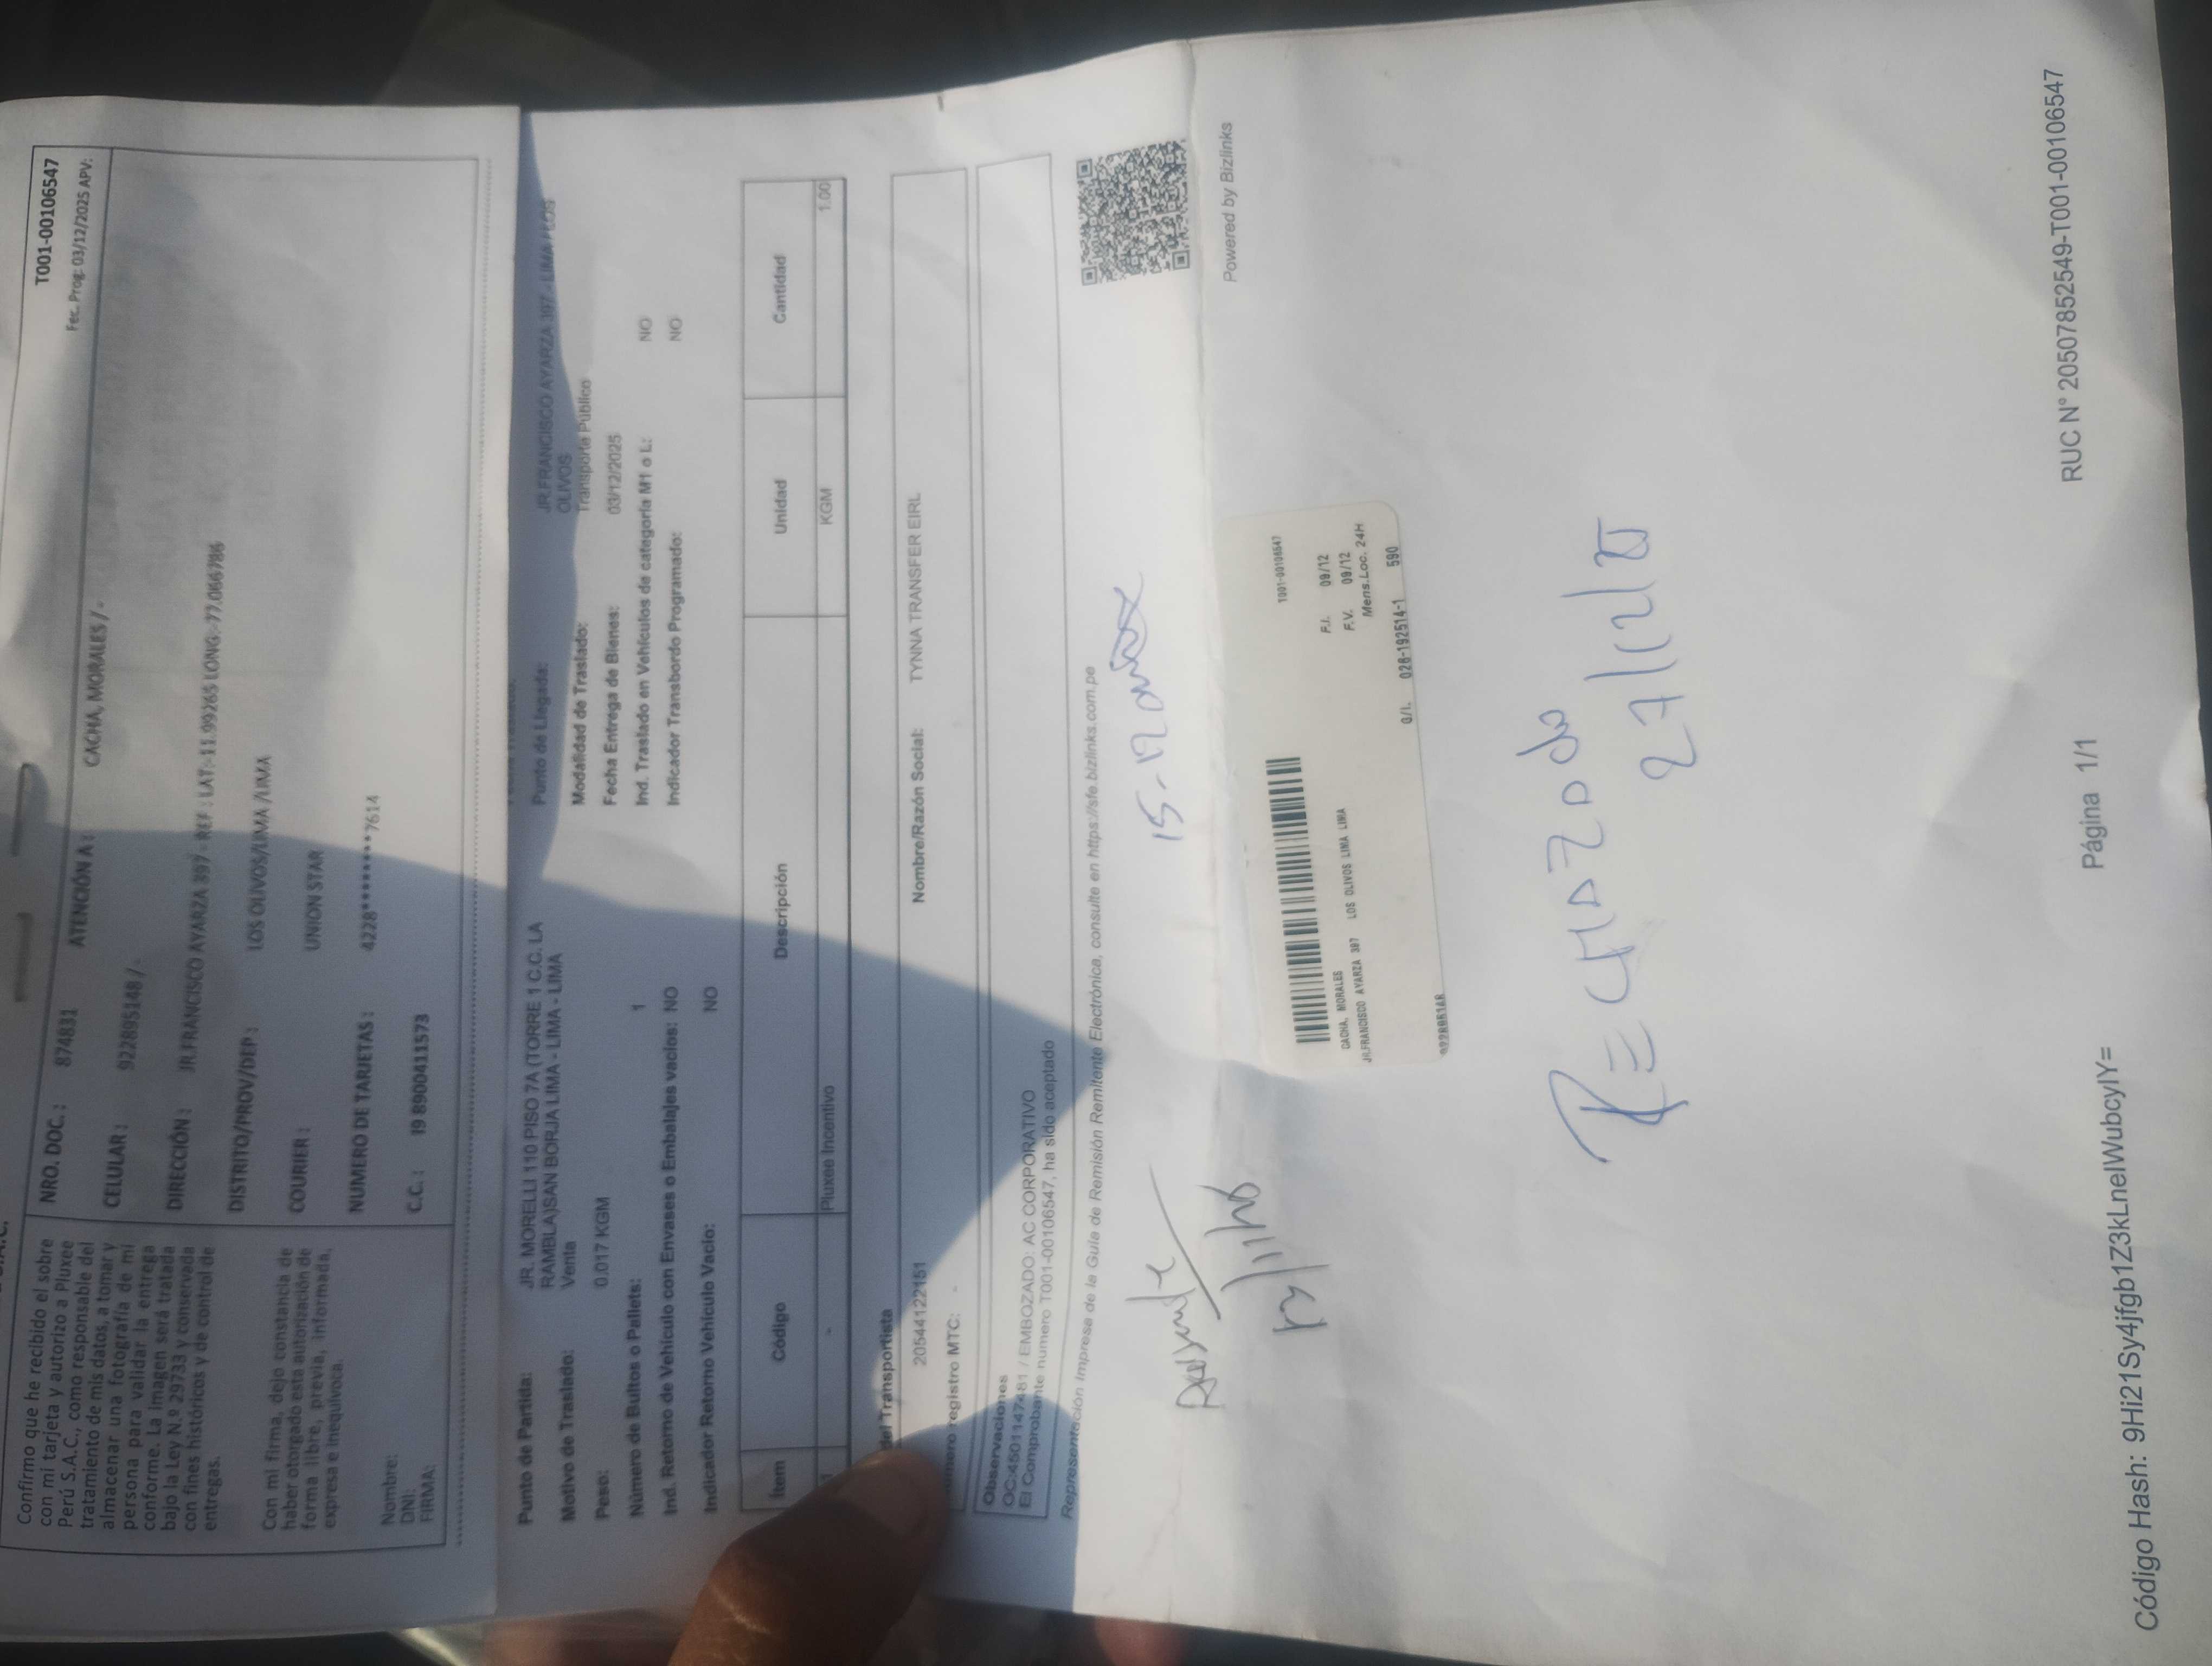 T001-00106547
Fec. Prog: 03/12/2025 APV:
Confirmo que he recibido el sobre
con mi tarjeta y autorizo a Pluxee
Perú S.A.C., como responsable del
tratamiento de mis datos, a tomar y
almacenar una fotografía de mi
persona para validar la entrega
conforme. La imagen será tratada
bajo la Ley N.º 29733 y conservada
con fines históricos y de control de
entregas.
Con mi firma, dejo constancia de
haber otorgado esta autorización de
forma libre, previa, informada,
expresa e inequívoca.
Nombre:
DNI:
FIRMA:
NRO. DOC. : 874831 ATENCIÓN A : CACHA, MORALES / -
CELULAR : 922895148 / -
DIRECCIÓN : JR.FRANCISCO AYARZA 397 - REF : LAT:-11.99265 LONG:-77.066786
DISTRITO/PROV/DEP : LOS OLIVOS/LIMA /LIMA
COURIER : UNION STAR
NUMERO DE TARJETAS : 4228********7614
C.C. : 19 8900411573
Punto de Partida: JR. MORELLI 110 PISO 7A (TORRE 1 C.C. LA
RAMBLA)SAN BORJA LIMA - LIMA - LIMA
Punto de Llegada: JR.FRANCISCO AYARZA 397 - LIMA LOS
OLIVOS
Motivo de Traslado: Venta
Modalidad de Traslado: Transporte Público
Peso: 0.017 KGM
Fecha Entrega de Bienes: 03/12/2025
Número de Bultos o Pallets: 1
Ind. Traslado en Vehículos de categoría M1 o L: NO
Ind. Retorno de Vehículo con Envases o Embalajes vacios: NO
Indicador Transbordo Programado: NO
Indicador Retorno Vehículo Vacio: NO
Ítem Código Descripción Unidad Cantidad
1 - Pluxee Incentivo KGM 1.00
del Transportista
20544122151 Nombre/Razón Social: TYNNA TRANSFER EIRL
registro MTC: -
Observaciones
OC:4501147481 / EMBOZADO: AC CORPORATIVO
El Comprobante numero T001-00106547, ha sido aceptado
Representación Impresa de la Guía de Remisión Remitente Electrónica, consulte en https://sfe.bizlinks.com.pe
Powered by Bizlinks
15-12
T001-00106547
F.I. 09/12
F.V. 09/12
Mens.Loc. 24H
CACHA, MORALES
JR.FRANCISCO AYARZA 397 LOS OLIVOS LIMA LIMA
G/I. 026-192514-1 590
RECHAZADO
27/12/25
Código Hash: 9Hi21Sy4jfgb1Z3kLnelWubcylY=
Página 1/1
RUC N° 20507852549-T001-00106547